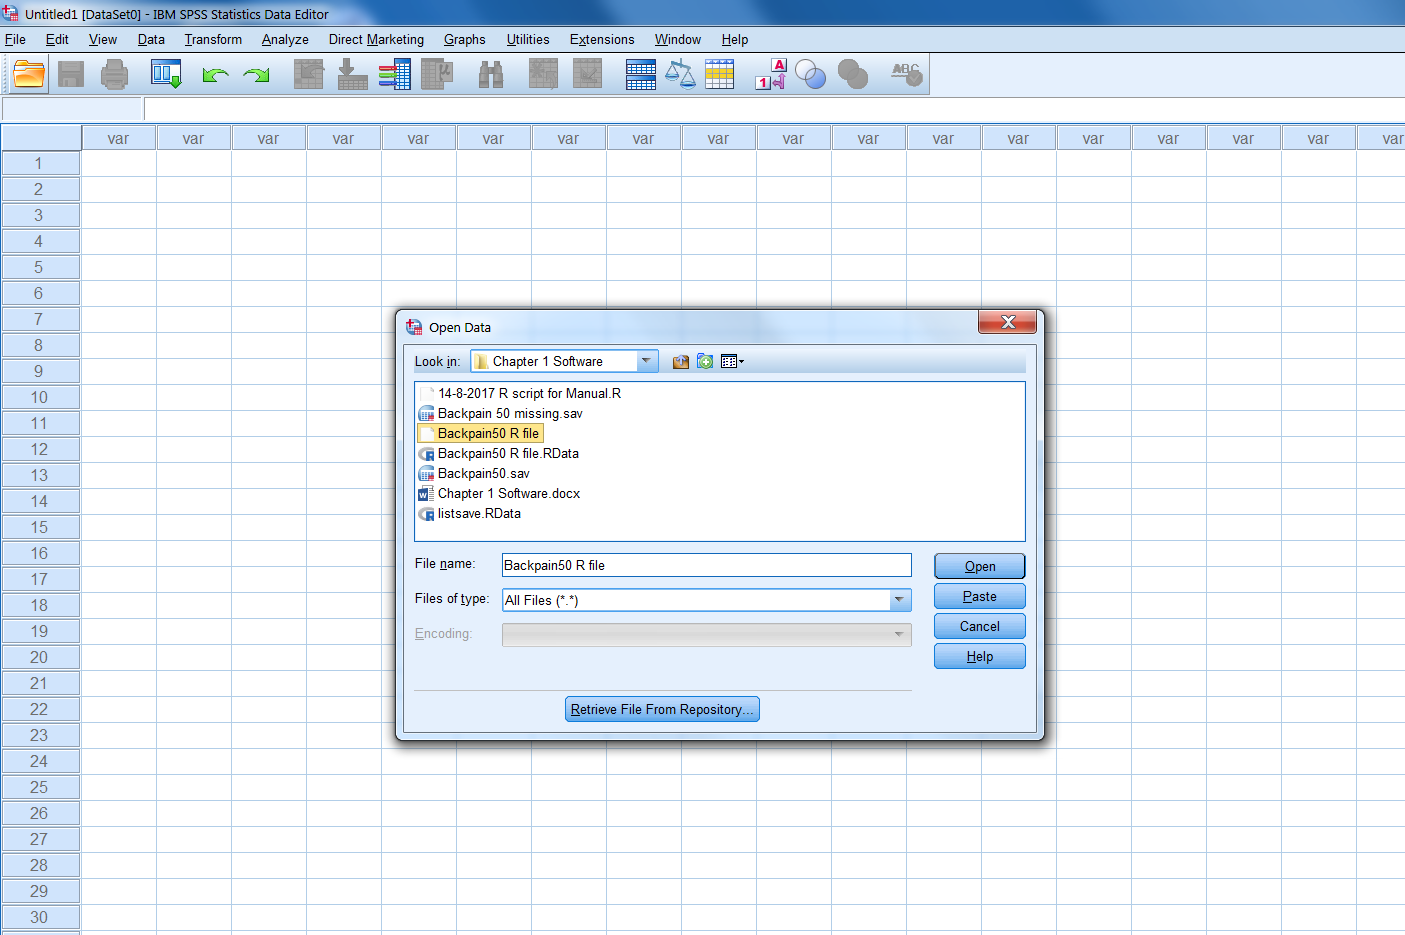 Untitled1 [DataSet0] - IBM SPSS Statistics Data Editor
File Edit View Data Transform Analyze Direct Marketing Graphs Utilities Extensions Window Help
var var var var var var var var var var var var var var var var var var
1
2
3
4
5
6
7
8
9
10
11
12
13
14
15
16
17
18
19
20
21
22
23
24
25
26
27
28
29
30
Open Data
Look in: Chapter 1 Software
14-8-2017 R script for Manual.R
Backpain 50 missing.sav
Backpain50 R file
Backpain50 R file.RData
Backpain50.sav
Chapter 1 Software.docx
listsave.RData
File name: Backpain50 R file
Files of type: All Files (*.*)
Encoding:
Open
Paste
Cancel
Help
Retrieve File From Repository...